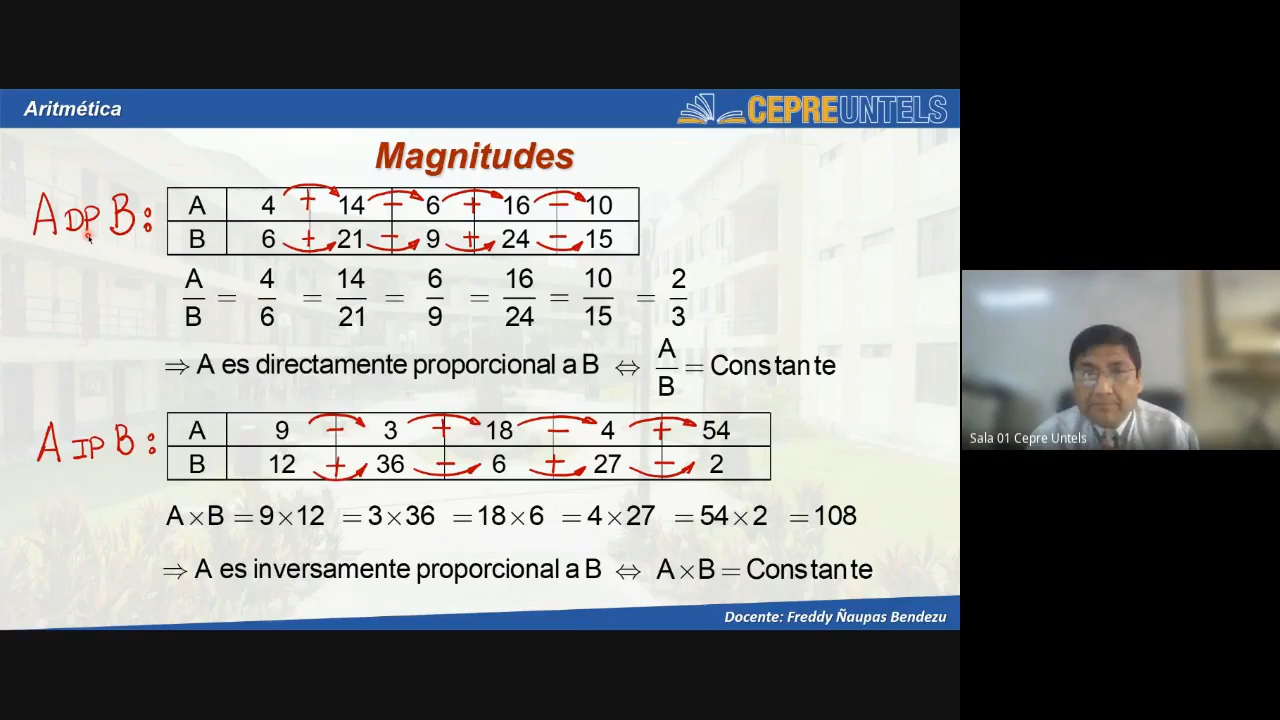 Aritmética
CEPREUNTELS
Magnitudes
A DP B:
A 4 + 14 − 6 + 16 − 10
B 6 + 21 − 9 + 24 − 15
A/B = 4/6 = 14/21 = 6/9 = 16/24 = 10/15 = 2/3
⇒ A es directamente proporcional a B ⇔ A/B = Constante
A IP B:
A 9 − 3 + 18 − 4 + 54
B 12 + 36 − 6 + 27 − 2
A×B = 9×12 = 3×36 = 18×6 = 4×27 = 54×2 = 108
⇒ A es inversamente proporcional a B ⇔ A×B = Constante
Docente: Freddy Ñaupas Bendezu
Sala 01 Cepre Untels